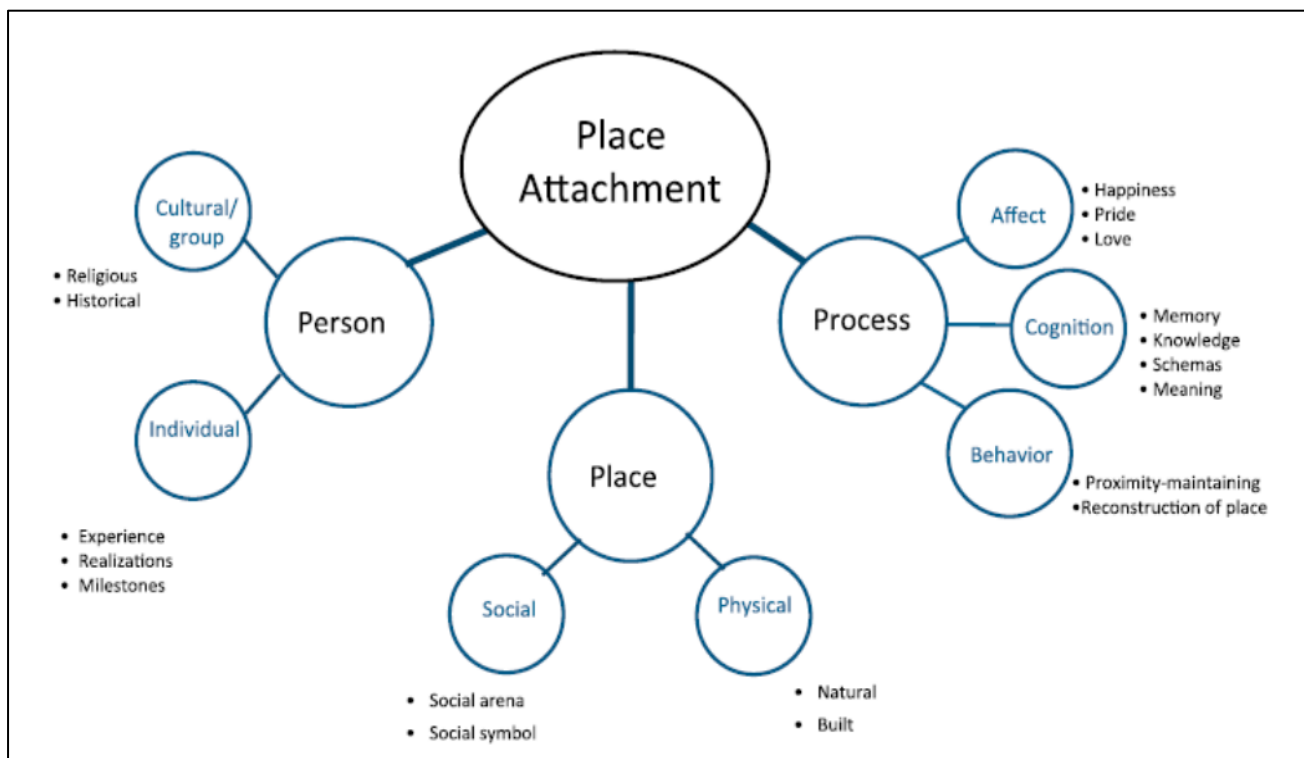 Place
Attachment
Cultural/
group
• Religious
• Historical
Person
Individual
• Experience
• Realizations
• Milestones
Place
Social
• Social arena
• Social symbol
Physical
• Natural
• Built
Process
Affect
• Happiness
• Pride
• Love
Cognition
• Memory
• Knowledge
• Schemas
• Meaning
Behavior
• Proximity-maintaining
•Reconstruction of place